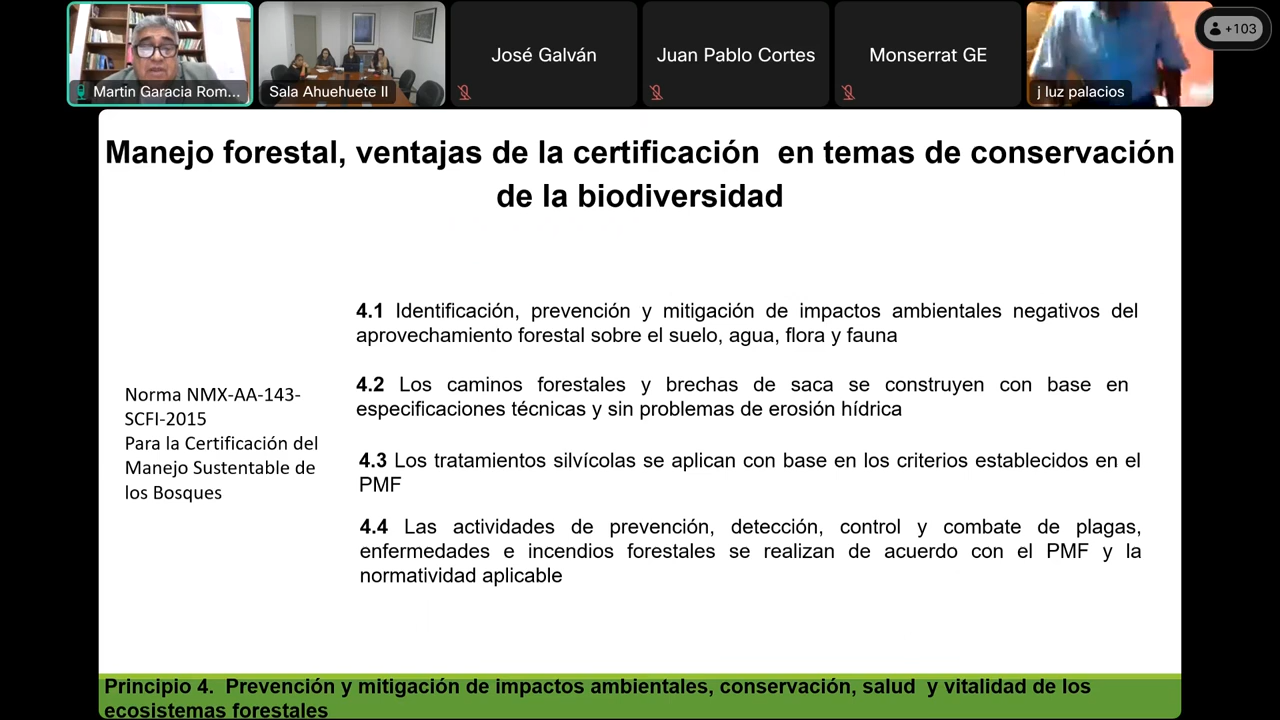 Martin Garacia Rom...
Sala Ahuehuete II
José Galván
Juan Pablo Cortes
Monserrat GE
j luz palacios
+103
Manejo forestal, ventajas de la certificación en temas de conservación
de la biodiversidad
Norma NMX-AA-143-
SCFI-2015
Para la Certificación del
Manejo Sustentable de
los Bosques
4.1 Identificación, prevención y mitigación de impactos ambientales negativos del
aprovechamiento forestal sobre el suelo, agua, flora y fauna
4.2 Los caminos forestales y brechas de saca se construyen con base en
especificaciones técnicas y sin problemas de erosión hídrica
4.3 Los tratamientos silvícolas se aplican con base en los criterios establecidos en el
PMF
4.4 Las actividades de prevención, detección, control y combate de plagas,
enfermedades e incendios forestales se realizan de acuerdo con el PMF y la
normatividad aplicable
Principio 4. Prevención y mitigación de impactos ambientales, conservación, salud y vitalidad de los
ecosistemas forestales